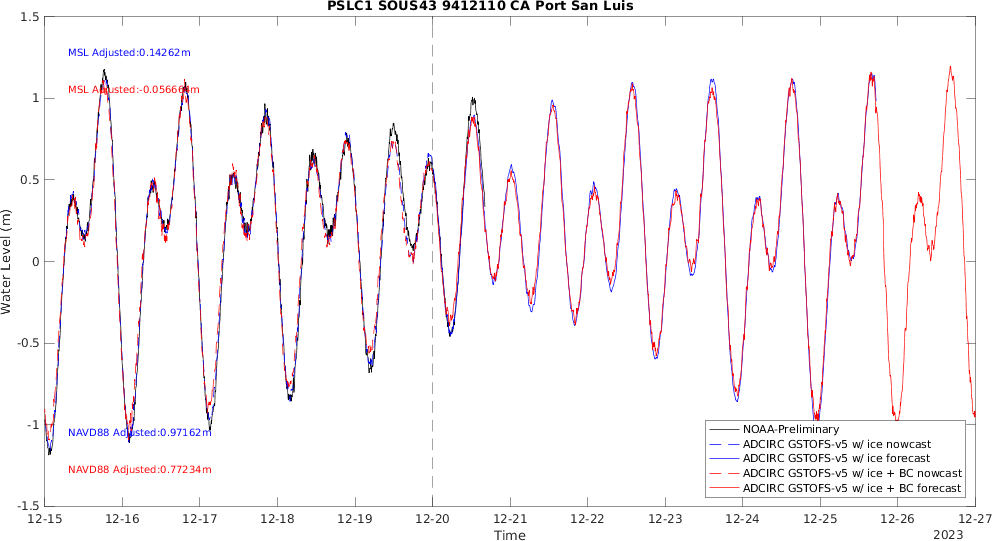 PSLC1 SOUS43 9412110 CA Port San Luis
1.5
MSL Adjusted:0.14262m
1
0.5
0
-0.5
-1
-1.5
Water Level (m)
NAVD88 Adjusted:0.97162m
NAVD88 Adjusted:0.77234m
NOAA-Preliminary
ADCIRC GSTOFS-v5 w/ ice nowcast
ADCIRC GSTOFS-v5 w/ ice forecast
ADCIRC GSTOFS-v5 w/ ice + BC nowcast
ADCIRC GSTOFS-v5 w/ ice + BC forecast
12-15 12-16 12-17 12-18 12-19 12-20 12-21 12-22 12-23 12-24 12-25 12-26 12-27
Time
2023